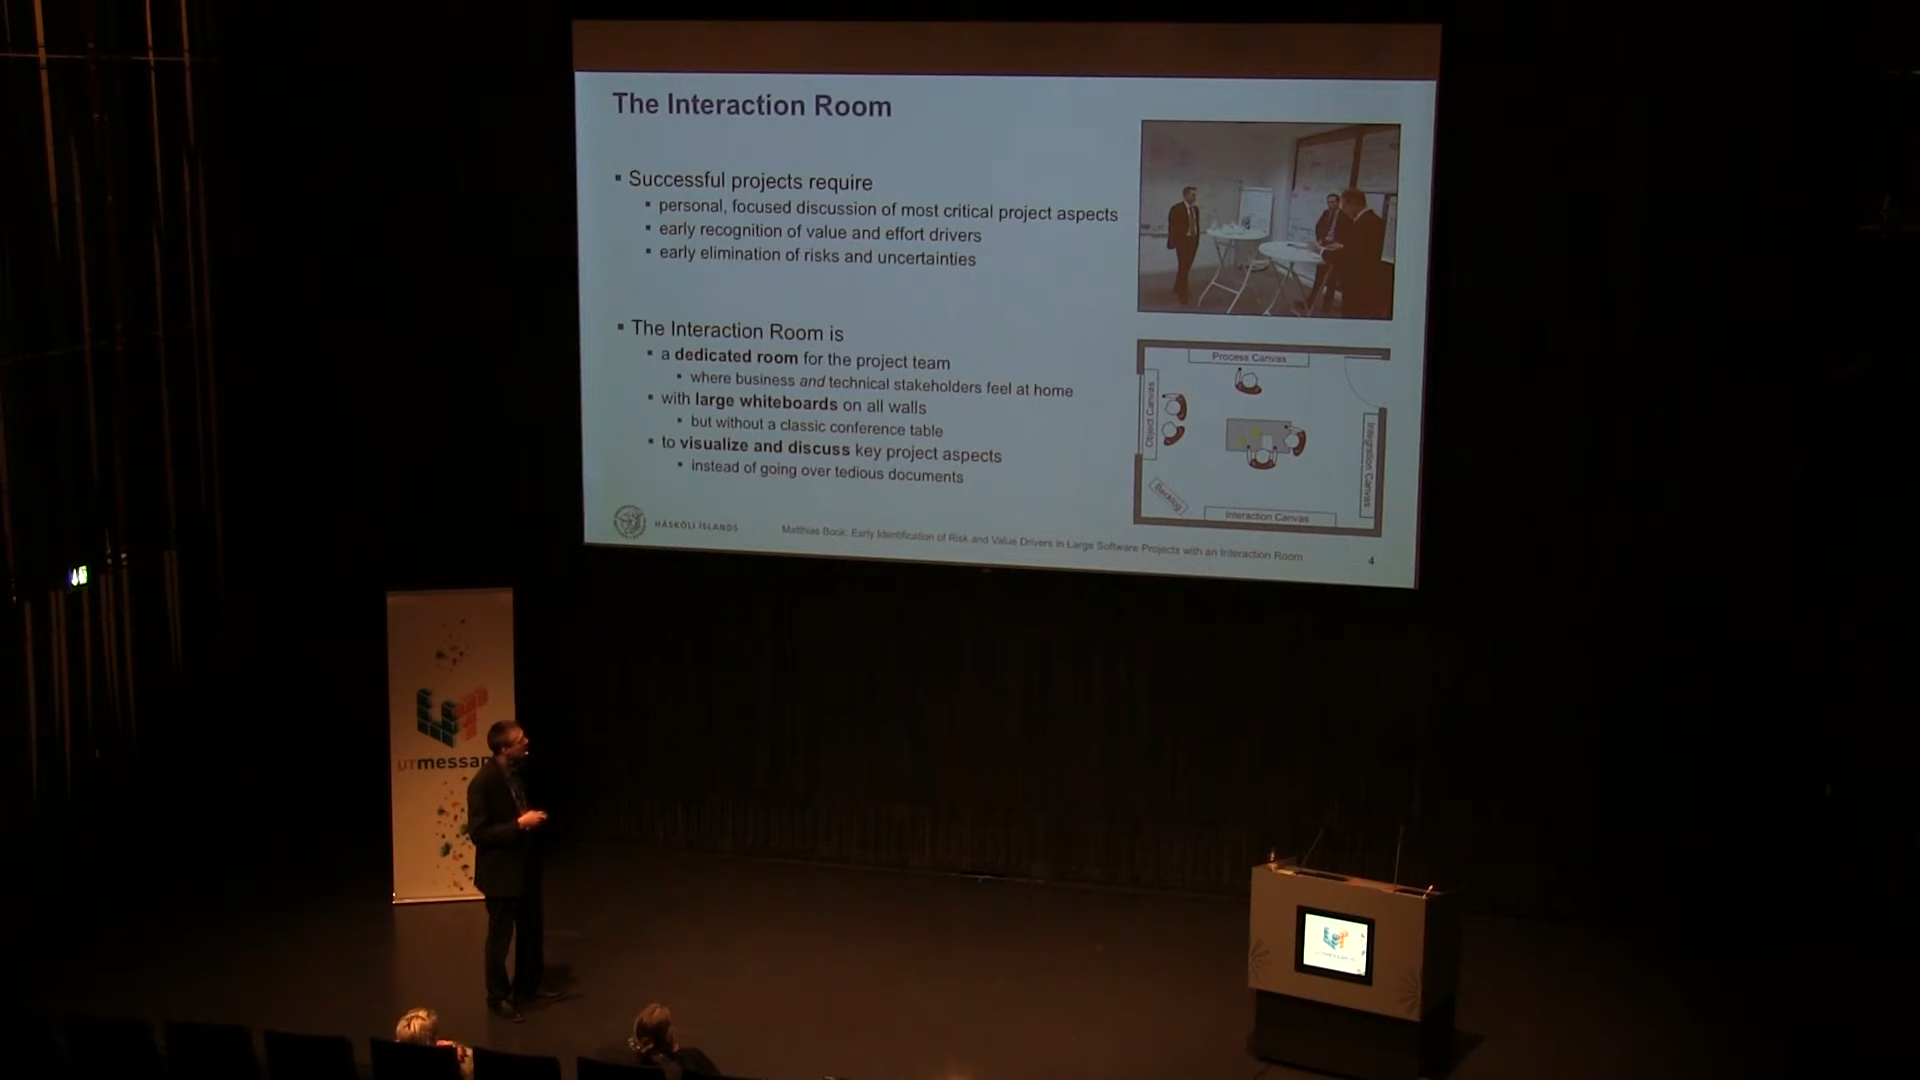 The Interaction Room
▪ Successful projects require
▪ personal, focused discussion of most critical project aspects
▪ early recognition of value and effort drivers
▪ early elimination of risks and uncertainties
▪ The Interaction Room is
▪ a dedicated room for the project team
▪ where business and technical stakeholders feel at home
▪ with large whiteboards on all walls
▪ but without a classic conference table
▪ to visualize and discuss key project aspects
▪ instead of going over tedious documents
Process Canvas
Object Canvas
Integration Canvas
Backlog
Interaction Canvas
HÁSKÓLI ÍSLANDS
Matthias Book: Early Identification of Risk and Value Drivers in Large Software Projects with an Interaction Room
4
UTmessan